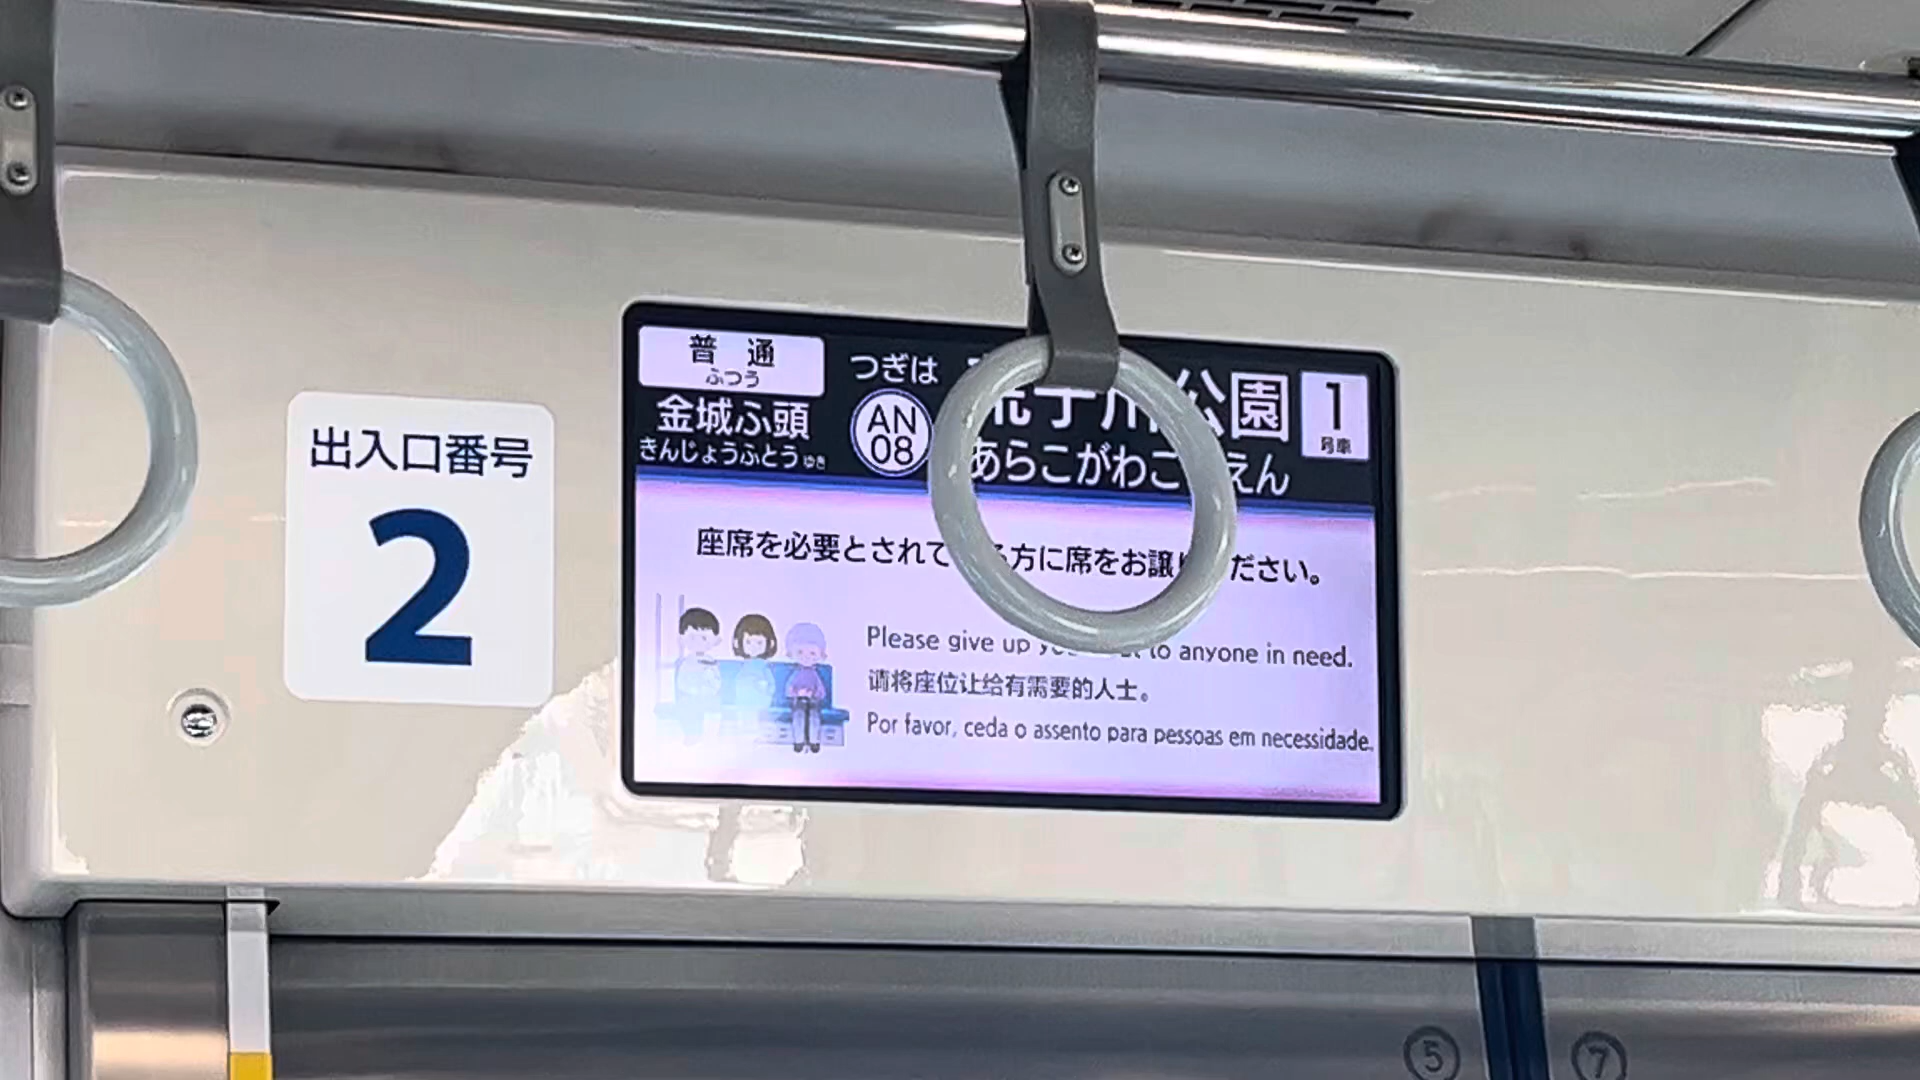 出入口番号
2
普通
ふつう
金城ふ頭
きんじょうふとう ゆき
つぎは
AN
08
子川公園
あらこがわこ えん
1
号車
座席を必要とされて 方に席をお譲 ださい。
Please give up to anyone in need.
请将座位让给有需要的人士。
Por favor, ceda o assento para pessoas em necessidade.
5
7